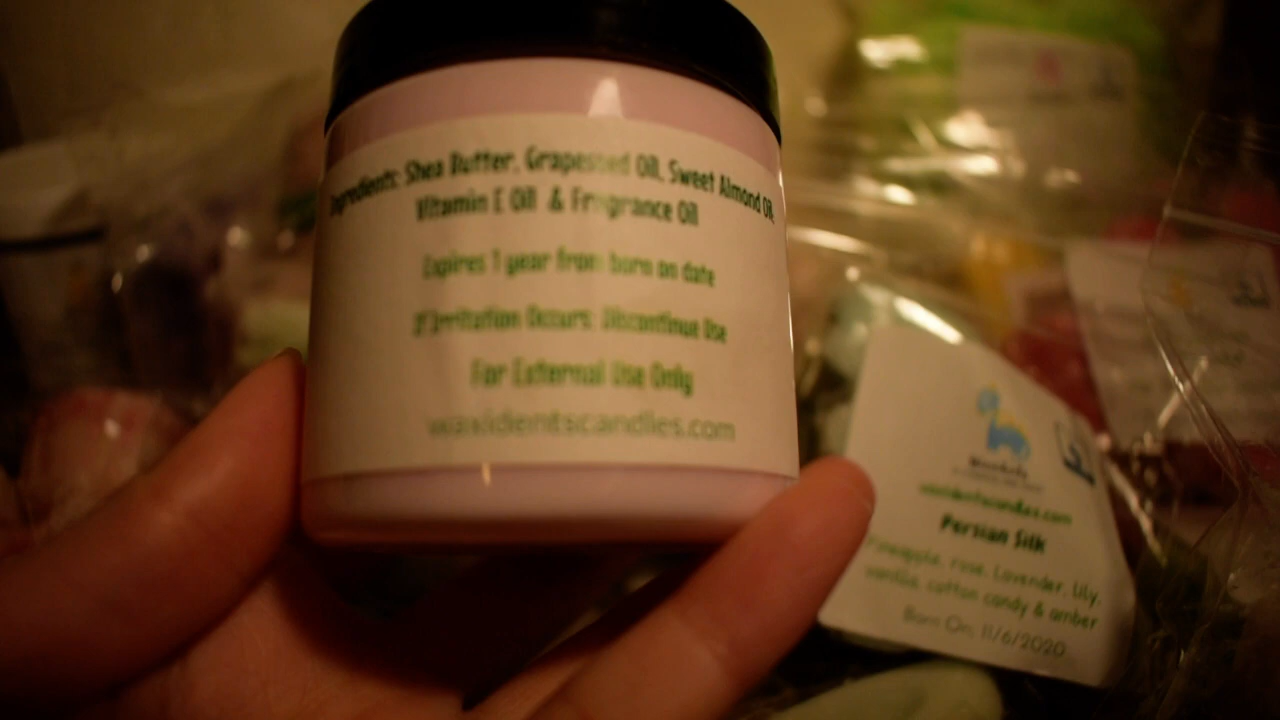 Ingredients: Shea Butter, Grapeseed Oil, Sweet Almond Oil,
Vitamin E Oil & Fragrance Oil
Expires 1 year from born on date
If Irritation Occurs: Discontinue Use
For External Use Only
waxidentscandles.com
waxidentscandles.com
Persian Silk
Pineapple, rose, Lavender, Lily,
vanilla, cotton candy & amber
Born On: 11/6/2020